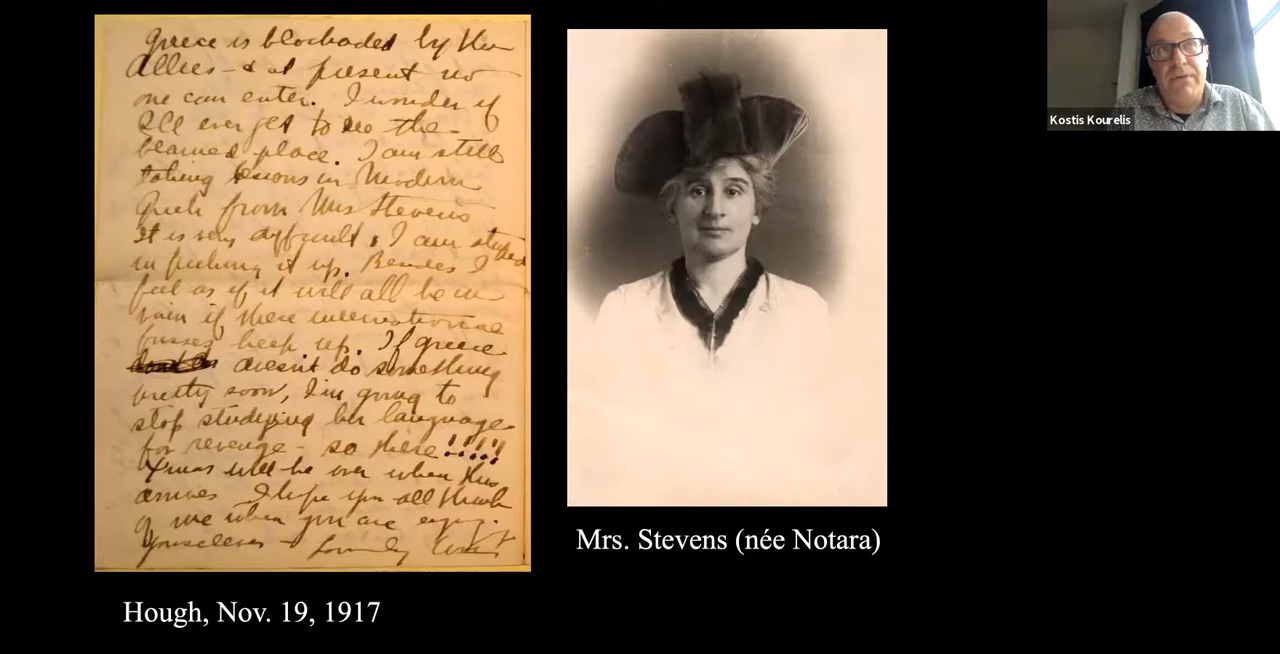 Greece is blockaded by the
Allies - & at present no
one can enter. I wonder if
I'll ever get to see the
blamed place. I am still
taking lessons in Modern
Greek from Mrs Stevens
It is very difficult & I am stupid
in picking it up. Besides I
feel as if it will all be in
vain if these international
fusses keep up. If Greece
doesn't do something
pretty soon, I'm going to
stop studying her language
for revenge - so there!!!!!
Xmas will be over when this
arrives I hope you all think
of me when you are enjoy-
Yourselves -
Hough, Nov. 19, 1917
Mrs. Stevens (née Notara)
Kostis Kourelis